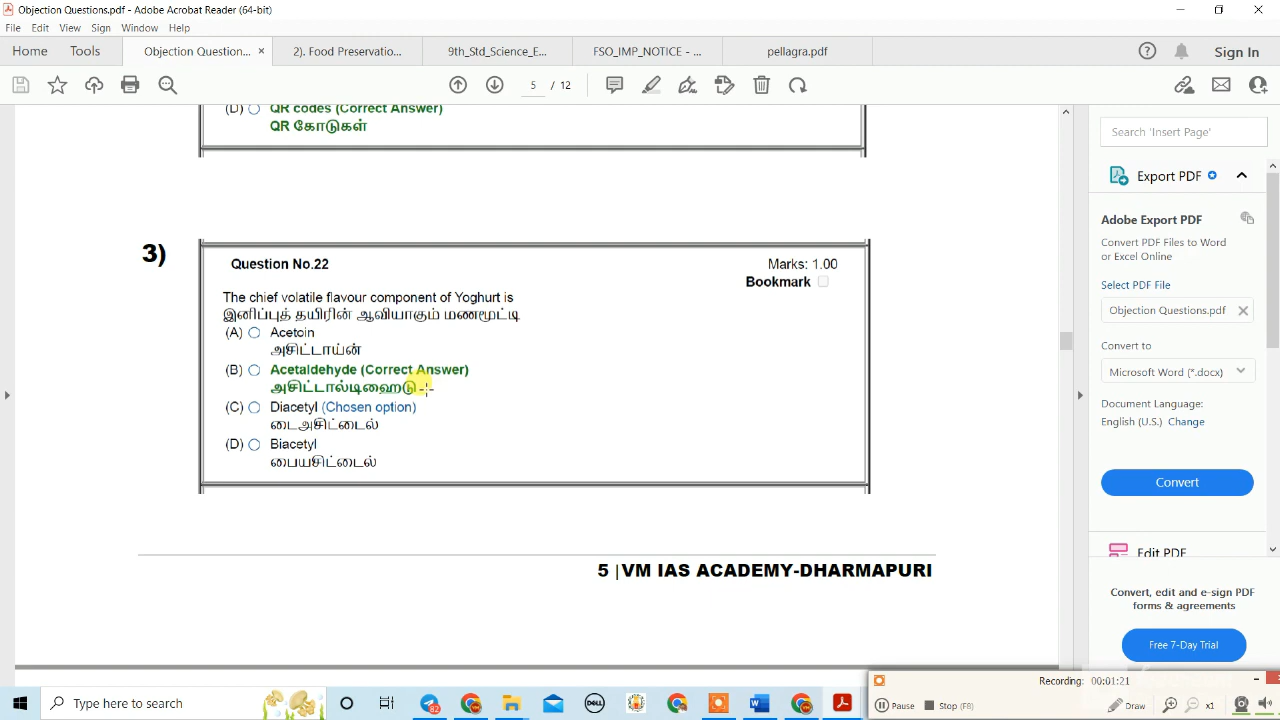 Objection Questions.pdf - Adobe Acrobat Reader (64-bit)
File Edit View Sign Window Help
Home Tools Objection Question... × 2). Food Preservatio... 9th_Std_Science_E... FSO_IMP_NOTICE - ... pellagra.pdf Sign In
5 / 12
(D) QR codes (Correct Answer)
QR கோடுகள்
3)
Question No.22 Marks: 1.00
Bookmark
The chief volatile flavour component of Yoghurt is
இனிப்புத் தயிரின் ஆவியாகும் மணமூட்டி
(A) Acetoin
அசிட்டாய்ன்
(B) Acetaldehyde (Correct Answer)
அசிட்டால்டிஹைடு
(C) Diacetyl (Chosen option)
டைஅசிட்டைல்
(D) Biacetyl
பையசிட்டைல்
5 |VM IAS ACADEMY-DHARMAPURI
Search 'Insert Page'
Export PDF
Adobe Export PDF
Convert PDF Files to Word
or Excel Online
Select PDF File
Objection Questions.pdf
Convert to
Microsoft Word (*.docx)
Document Language:
English (U.S.) Change
Convert
Edit PDF
Convert, edit and e-sign PDF
forms & agreements
Free 7-Day Trial
Recording: 00:01:21
Pause Stop (F8) Draw x1
Type here to search
82
DELL